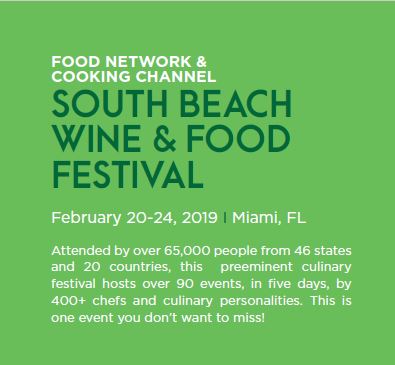 FOOD NETWORK &
COOKING CHANNEL
SOUTH BEACH
WINE & FOOD
FESTIVAL
February 20-24, 2019 | Miami, FL
Attended by over 65,000 people from 46 states
and 20 countries, this preeminent culinary
festival hosts over 90 events, in five days, by
400+ chefs and culinary personalities. This is
one event you don't want to miss!